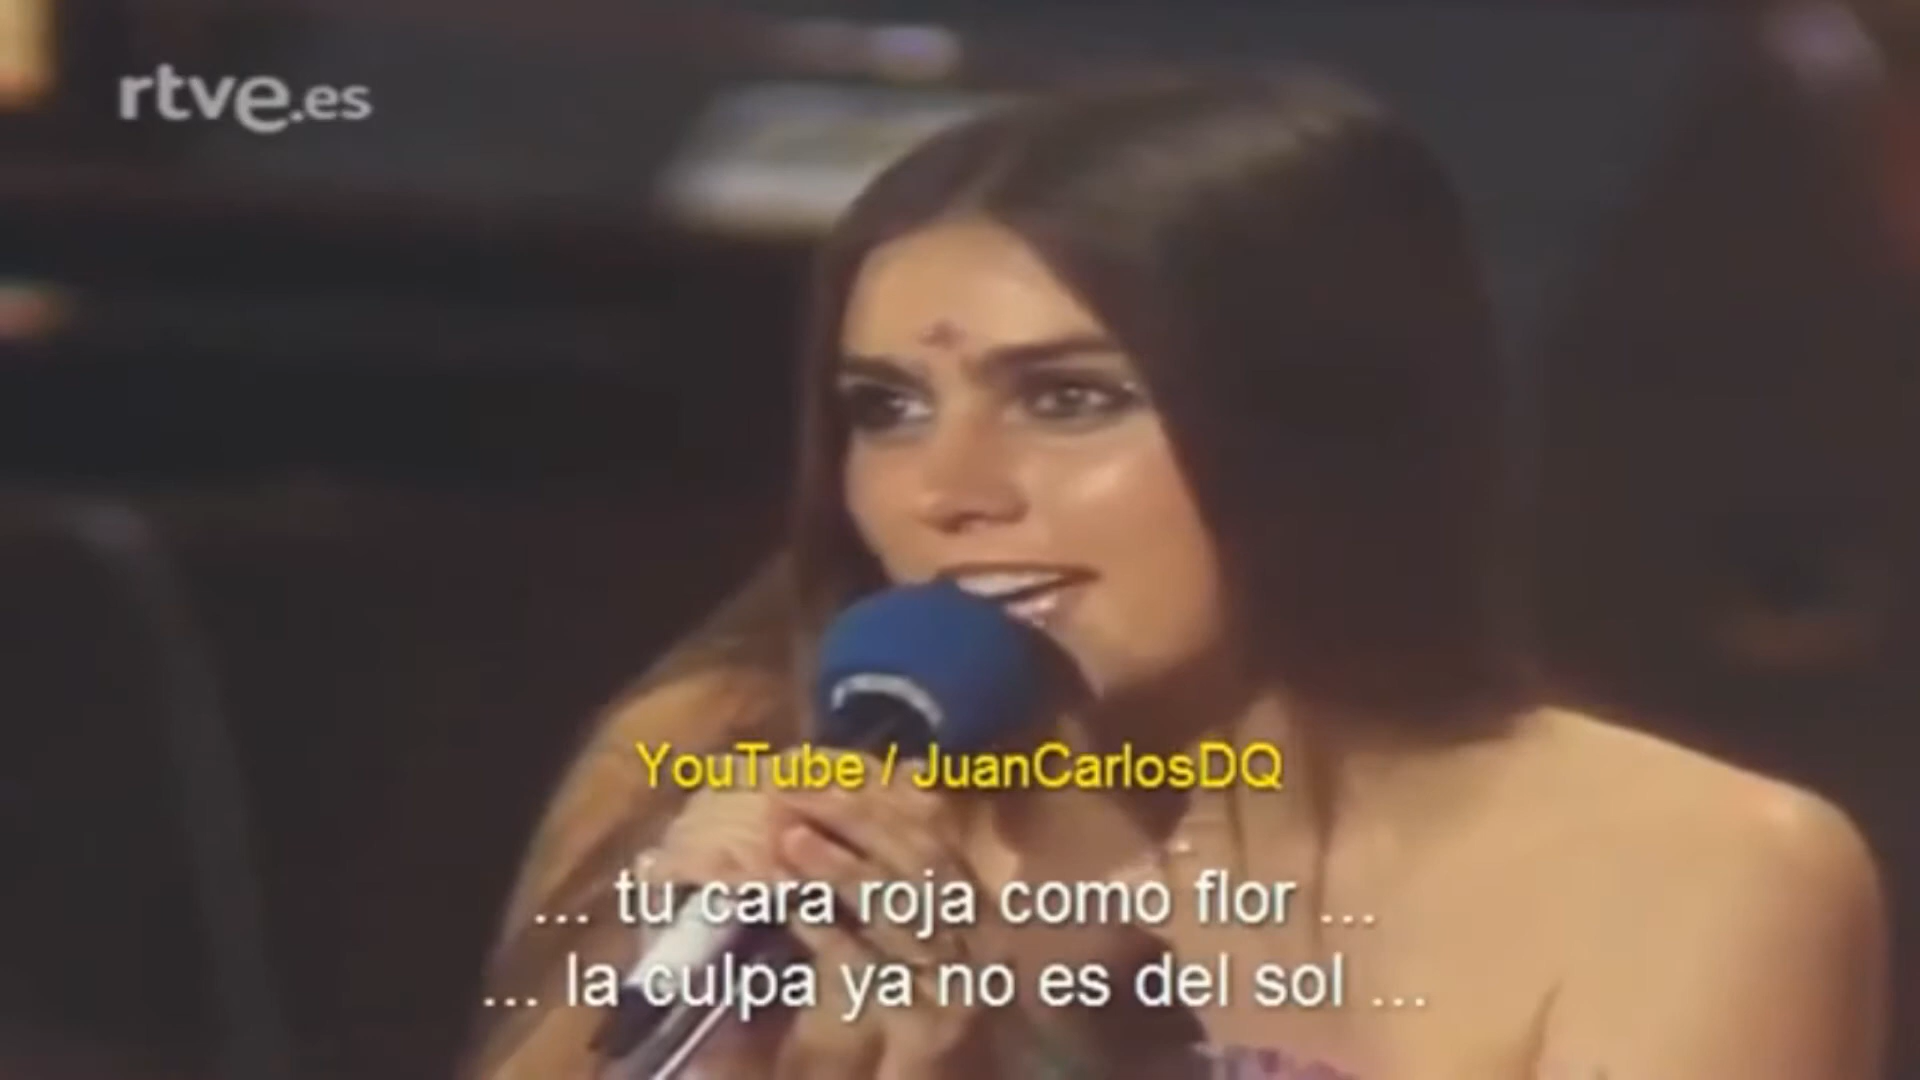 rtve.es
YouTube / JuanCarlosDQ
... tu cara roja como flor ...
... la culpa ya no es del sol ...